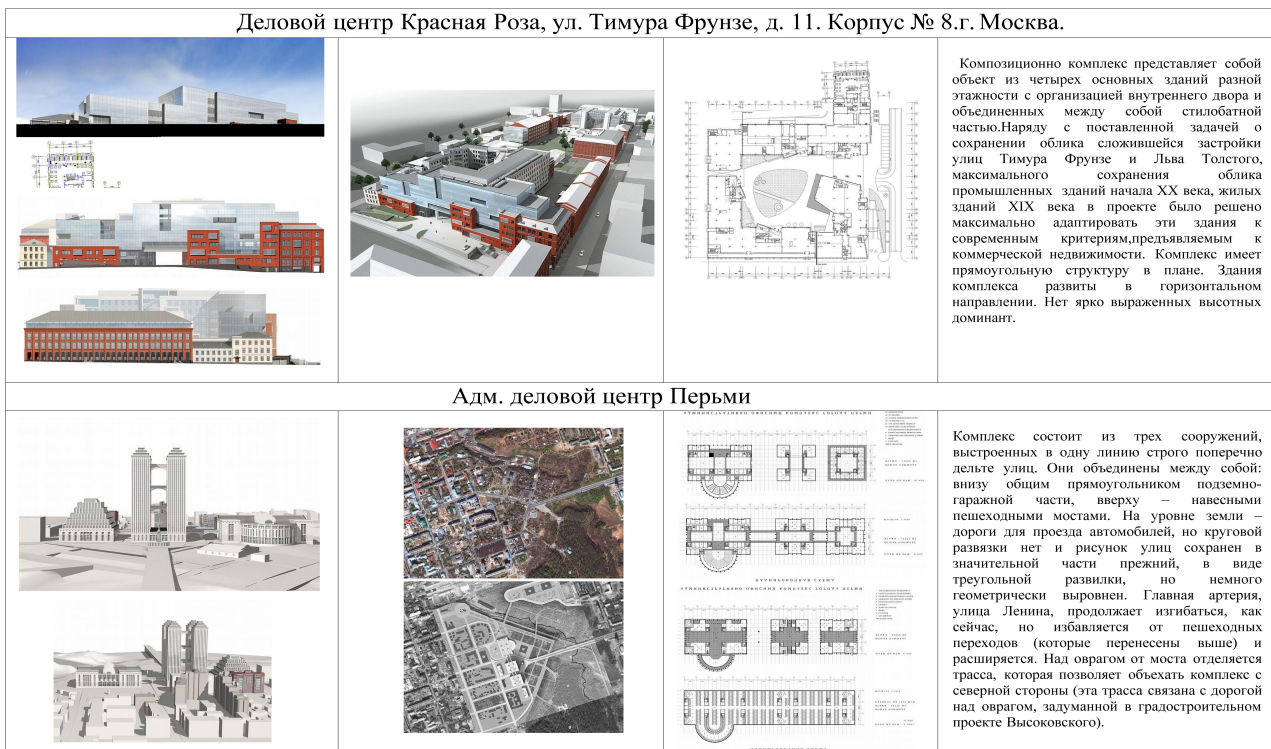 Деловой центр Красная Роза, ул. Тимура Фрунзе, д. 11. Корпус № 8.г. Москва.
Композиционно комплекс представляет собой
объект из четырех основных зданий разной
этажности с организацией внутреннего двора и
объединенных между собой стилобатной
частью.Наряду с поставленной задачей о
сохранении облика сложившейся застройки
улиц Тимура Фрунзе и Льва Толстого,
максимального сохранения облика
промышленных зданий начала XX века, жилых
зданий XIX века в проекте было решено
максимально адаптировать эти здания к
современным критериям,предъявляемым к
коммерческой недвижимости. Комплекс имеет
прямоугольную структуру в плане. Здания
комплекса развиты в горизонтальном
направлении. Нет ярко выраженных высотных
доминант.
Адм. деловой центр Перьми
Комплекс состоит из трех сооружений,
выстроенных в одну линию строго поперечно
дельте улиц. Они объединены между собой:
внизу общим прямоугольником подземно-
гаражной части, вверху – навесными
пешеходными мостами. На уровне земли –
дороги для проезда автомобилей, но круговой
развязки нет и рисунок улиц сохранен в
значительной части прежний, в виде
треугольной развилки, но немного
геометрически выровнен. Главная артерия,
улица Ленина, продолжает изгибаться, как
сейчас, но избавляется от пешеходных
переходов (которые перенесены выше) и
расширяется. Над оврагом от моста отделяется
трасса, которая позволяет объехать комплекс с
северной стороны (эта трасса связана с дорогой
над оврагом, задуманной в градостроительном
проекте Высоковского).